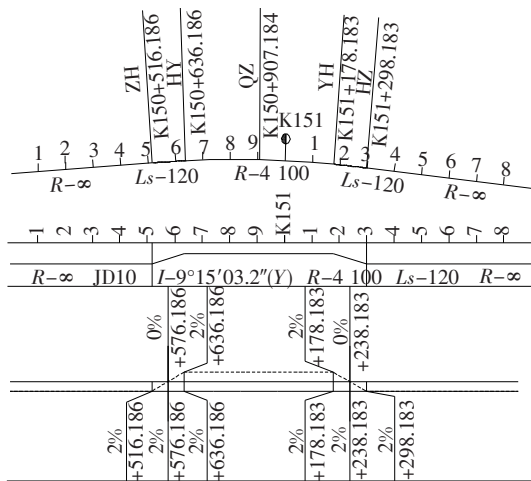 ZH
K150+516.186
HY
K150+636.186
QZ
K150+907.184
YH
K151+178.183
HZ
K151+298.183
K151
1 2 3 4 5 6 7 8 9 1 2 3 4 5 6 7 8
R-∞ Ls-120 R-4 100 Ls-120 R-∞
1 2 3 4 5 6 7 8 9 K151 1 2 3 4 5 6 7 8
R-∞ JD10 I-9°15′03.2″(Y) R-4 100 Ls-120 R-∞
0%
+576.186
2%
+636.186
2%
+178.183
0%
+238.183
2%
+516.186
2%
+576.186
2%
+636.186
2%
+178.183
2%
+238.183
2%
+298.183